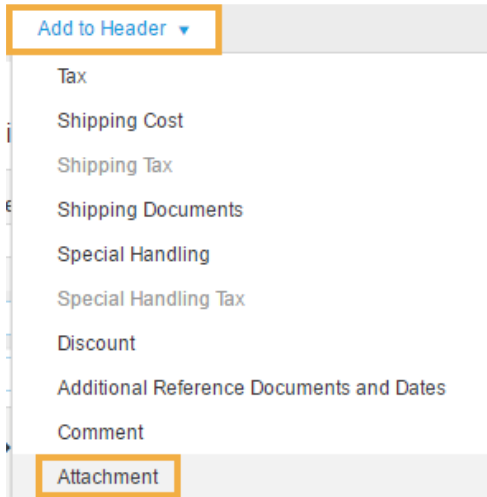 Add to Header
Tax
Shipping Cost
Shipping Tax
Shipping Documents
Special Handling
Special Handling Tax
Discount
Additional Reference Documents and Dates
Comment
Attachment